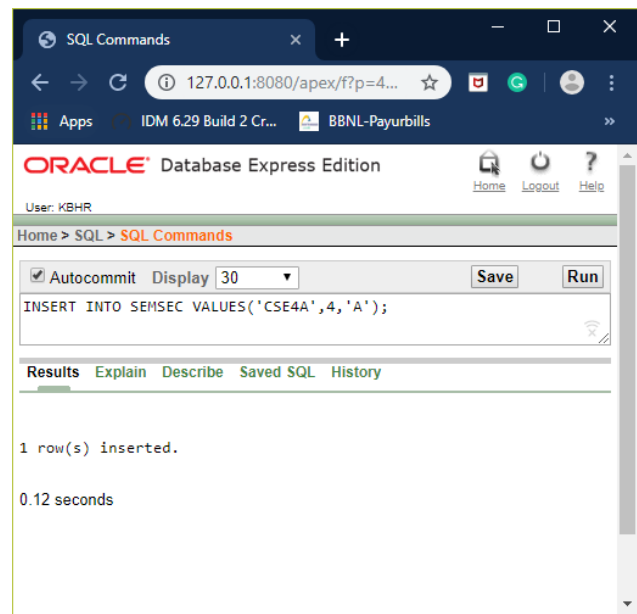 SQL Commands
127.0.0.1:8080/apex/f?p=4...
Apps IDM 6.29 Build 2 Cr... BBNL-Payurbills »
ORACLE Database Express Edition
Home Logout Help
User: KBHR
Home > SQL > SQL Commands
Autocommit Display 30 Save Run
INSERT INTO SEMSEC VALUES('CSE4A',4,'A');
Results Explain Describe Saved SQL History
1 row(s) inserted.
0.12 seconds